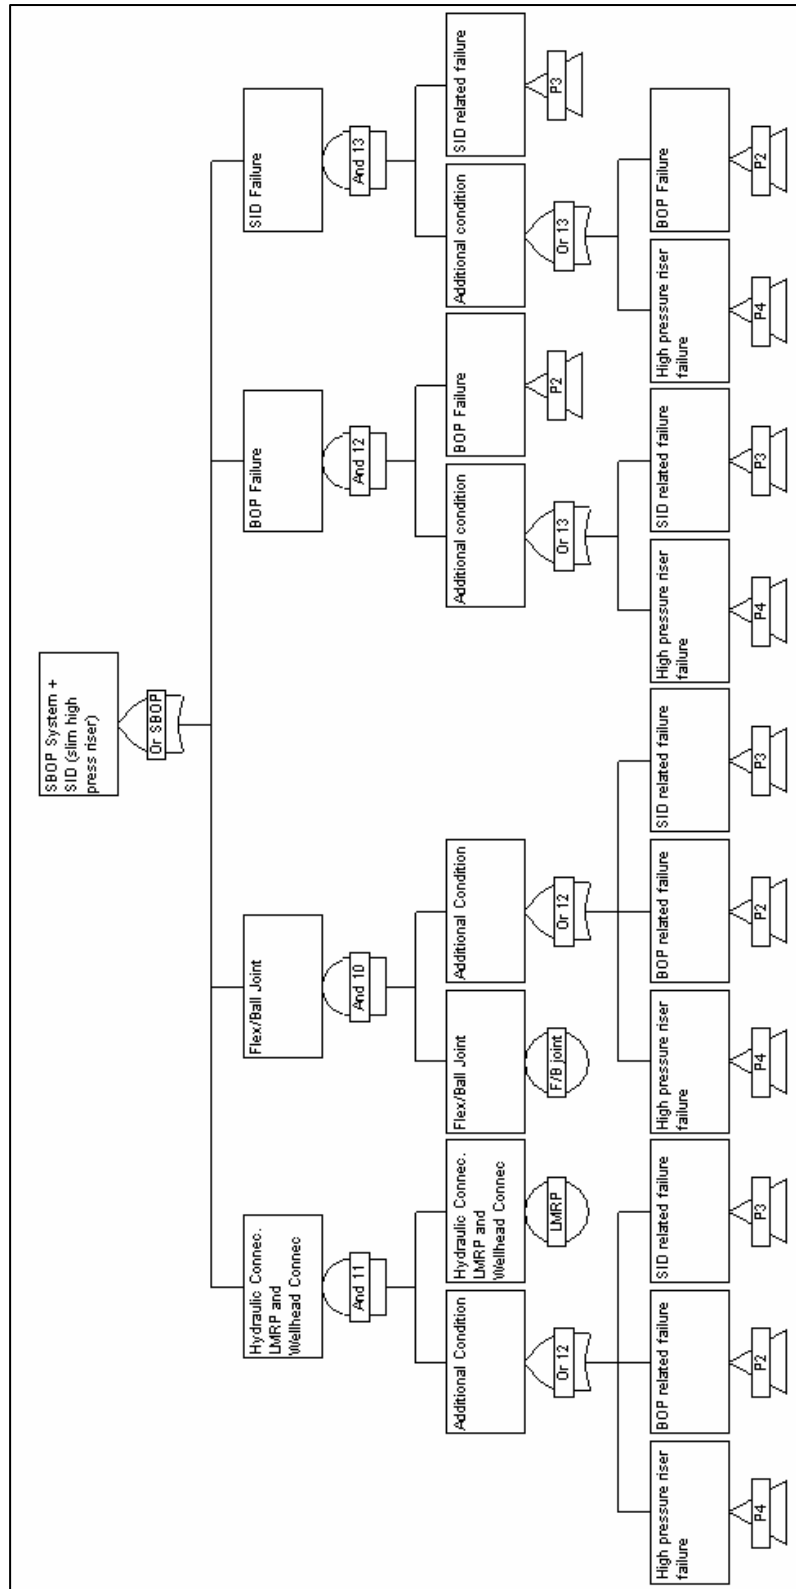 SBOP System +
SID (slim high
press riser)
Or SBOP
Hydraulic Connec.
LMRP and
Wellhead Connec
And 11
Flex/Ball Joint
And 10
BOP Failure
And 12
SID Failure
And 13
Additional Condition
Or 12
Hydraulic Connec.
LMRP and
Wellhead Connec
LMRP
Flex/Ball Joint
F/B joint
Additional Condition
Or 12
Additional condition
Or 13
BOP Failure
P2
Additional condition
Or 13
SID related failure
P3
High pressure riser
failure
P4
BOP related failure
P2
SID related failure
P3
High pressure riser
failure
P4
BOP related failure
P2
SID related failure
P3
High pressure riser
failure
P4
SID related failure
P3
High pressure riser
failure
P4
BOP Failure
P2